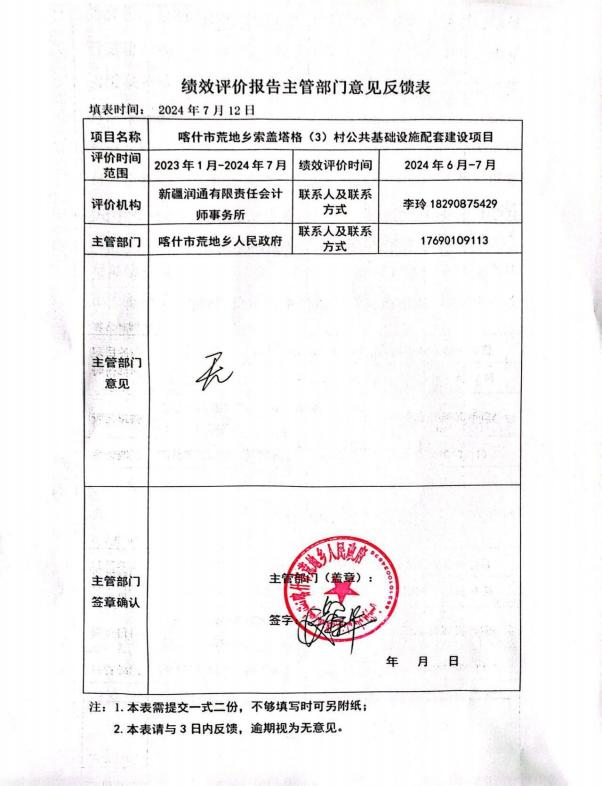 绩效评价报告主管部门意见反馈表
填表时间： 2024年7月12日
项目名称 喀什市荒地乡索盖塔格（3）村公共基础设施配套建设项目
评价时间
范围
2023年1月-2024年7月 绩效评价时间 2024年6月-7月
评价机构
新疆润通有限责任会计
师事务所
联系人及联系
方式
李玲 18290875429
主管部门 喀什市荒地乡人民政府
联系人及联系
方式
17690109113
主管部门
意见
无
主管部门
签章确认
喀什市荒地乡人民政府
主管部门（盖章）：
签字
年 月 日
注：1.本表需提交一式二份，不够填写时可另附纸；
2.本表请与3日内反馈，逾期视为无意见。